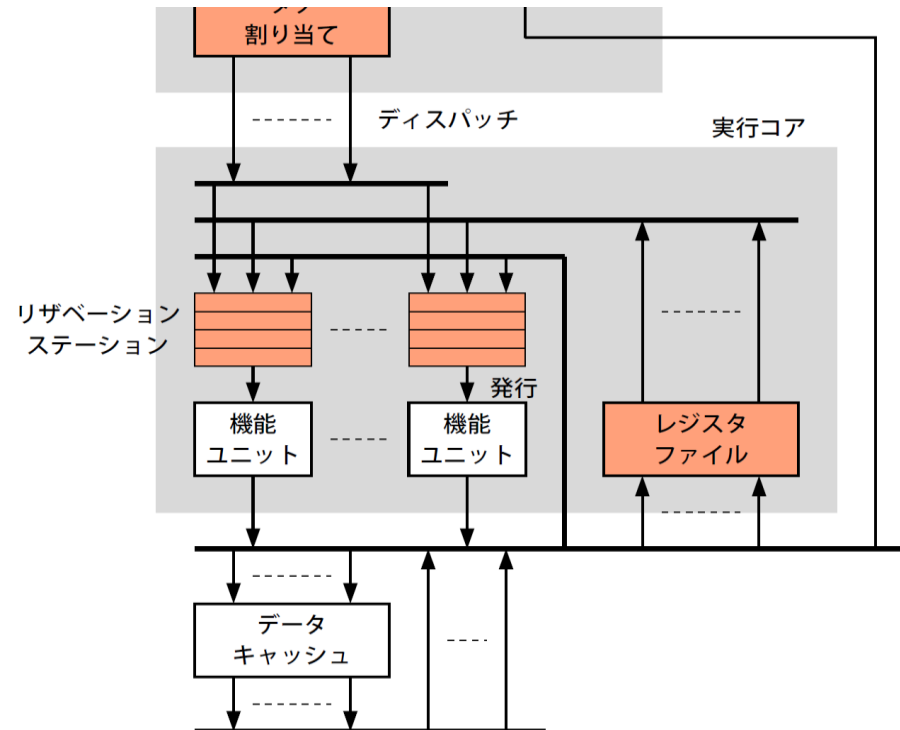 割り当て
ディスパッチ
実行コア
リザベーション
ステーション
発行
機能
ユニット
機能
ユニット
レジスタ
ファイル
データ
キャッシュ